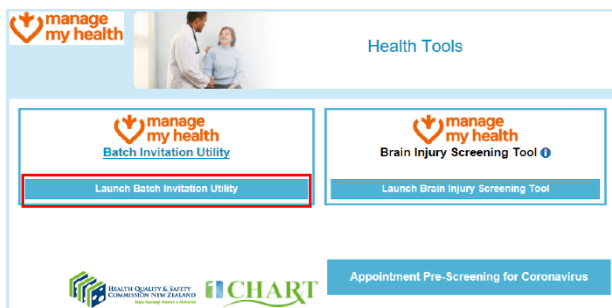 manage
my health
Health Tools
manage
my health
Batch Invitation Utility
Launch Batch Invitation Utility
manage
my health
Brain Injury Screening Tool
Launch Brain Injury Screening Tool
HEALTH QUALITY & SAFETY
COMMISSION NEW ZEALAND
CHART
Appointment Pre-Screening for Coronavirus